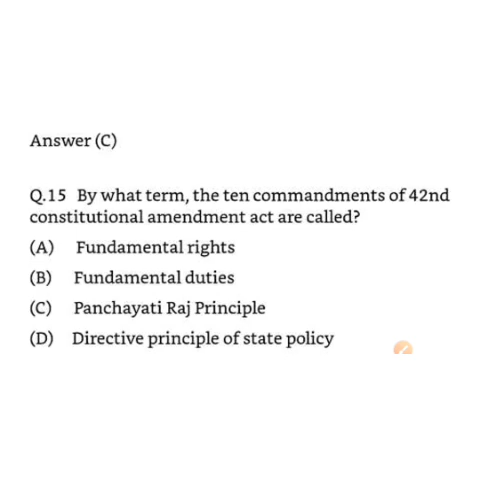 Answer (C)
Q.15 By what term, the ten commandments of 42nd
constitutional amendment act are called?
(A) Fundamental rights
(B) Fundamental duties
(C) Panchayati Raj Principle
(D) Directive principle of state policy